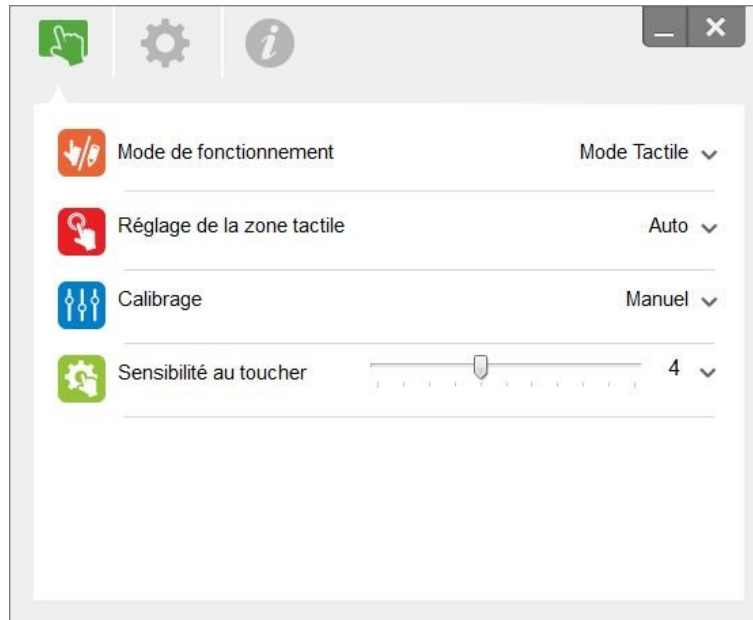 Mode de fonctionnement Mode Tactile
Réglage de la zone tactile Auto
Calibrage Manuel
Sensibilité au toucher 4